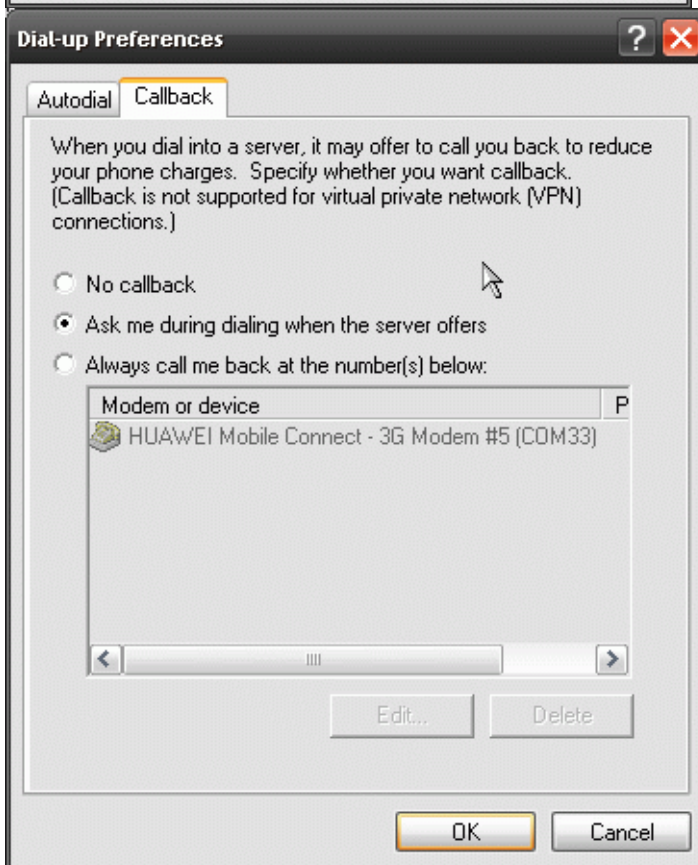 Dial-up Preferences
Autodial
Callback
When you dial into a server, it may offer to call you back to reduce
your phone charges. Specify whether you want callback.
(Callback is not supported for virtual private network (VPN)
connections.)
No callback
Ask me during dialing when the server offers
Always call me back at the number(s) below:
Modem or device P
HUAWEI Mobile Connect - 3G Modem #5 (COM33)
Edit... Delete
OK Cancel